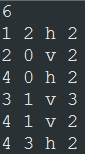 6
1 2 h 2
2 0 v 2
4 0 h 2
3 1 v 3
4 1 v 2
4 3 h 2